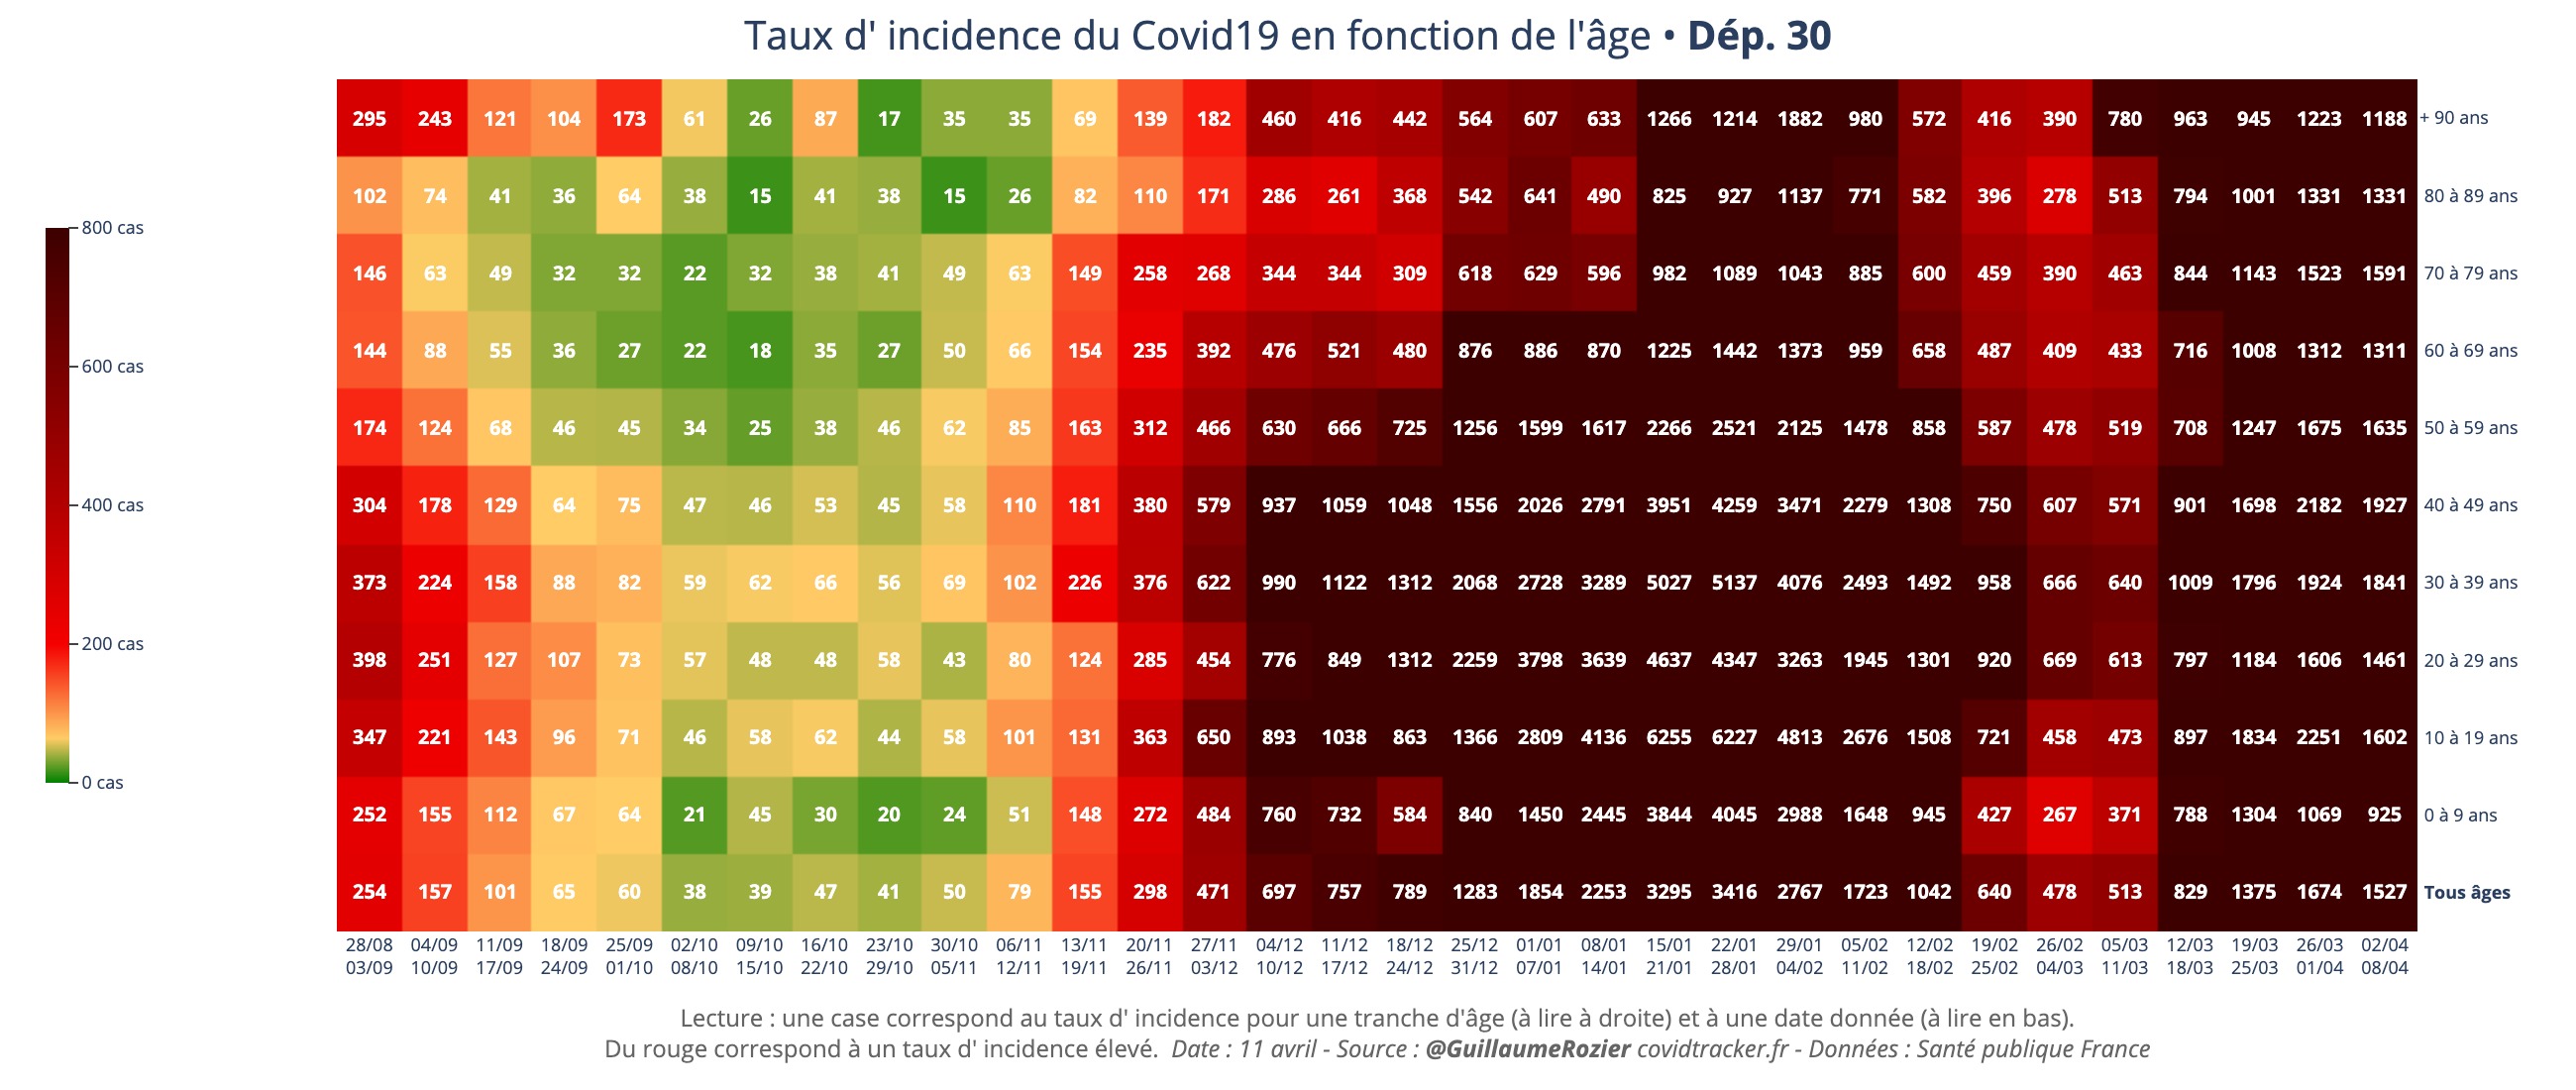 Taux d' incidence du Covid19 en fonction de l'âge • Dép. 30
295 243 121 104 173 61 26 87 17 35 35 69 139 182 460 416 442 564 607 633 1266 1214 1882 980 572 416 390 780 963 945 1223 1188 + 90 ans
102 74 41 36 64 38 15 41 38 15 26 82 110 171 286 261 368 542 641 490 825 927 1137 771 582 396 278 513 794 1001 1331 1331 80 à 89 ans
800 cas
146 63 49 32 32 22 32 38 41 49 63 149 258 268 344 344 309 618 629 596 982 1089 1043 885 600 459 390 463 844 1143 1523 1591 70 à 79 ans
144 88 55 36 27 22 18 35 27 50 66 154 235 392 476 521 480 876 886 870 1225 1442 1373 959 658 487 409 433 716 1008 1312 1311 60 à 69 ans
600 cas
174 124 68 46 45 34 25 38 46 62 85 163 312 466 630 666 725 1256 1599 1617 2266 2521 2125 1478 858 587 478 519 708 1247 1675 1635 50 à 59 ans
400 cas
304 178 129 64 75 47 46 53 45 58 110 181 380 579 937 1059 1048 1556 2026 2791 3951 4259 3471 2279 1308 750 607 571 901 1698 2182 1927 40 à 49 ans
373 224 158 88 82 59 62 66 56 69 102 226 376 622 990 1122 1312 2068 2728 3289 5027 5137 4076 2493 1492 958 666 640 1009 1796 1924 1841 30 à 39 ans
200 cas
398 251 127 107 73 57 48 48 58 43 80 124 285 454 776 849 1312 2259 3798 3639 4637 4347 3263 1945 1301 920 669 613 797 1184 1606 1461 20 à 29 ans
347 221 143 96 71 46 58 62 44 58 101 131 363 650 893 1038 863 1366 2809 4136 6255 6227 4813 2676 1508 721 458 473 897 1834 2251 1602 10 à 19 ans
0 cas
252 155 112 67 64 21 45 30 20 24 51 148 272 484 760 732 584 840 1450 2445 3844 4045 2988 1648 945 427 267 371 788 1304 1069 925 0 à 9 ans
254 157 101 65 60 38 39 47 41 50 79 155 298 471 697 757 789 1283 1854 2253 3295 3416 2767 1723 1042 640 478 513 829 1375 1674 1527 Tous âges
28/08 04/09 11/09 18/09 25/09 02/10 09/10 16/10 23/10 30/10 06/11 13/11 20/11 27/11 04/12 11/12 18/12 25/12 01/01 08/01 15/01 22/01 29/01 05/02 12/02 19/02 26/02 05/03 12/03 19/03 26/03 02/04
03/09 10/09 17/09 24/09 01/10 08/10 15/10 22/10 29/10 05/11 12/11 19/11 26/11 03/12 10/12 17/12 24/12 31/12 07/01 14/01 21/01 28/01 04/02 11/02 18/02 25/02 04/03 11/03 18/03 25/03 01/04 08/04
Lecture : une case correspond au taux d' incidence pour une tranche d'âge (à lire à droite) et à une date donnée (à lire en bas).
Du rouge correspond à un taux d' incidence élevé. Date : 11 avril - Source : @GuillaumeRozier covidtracker.fr - Données : Santé publique France